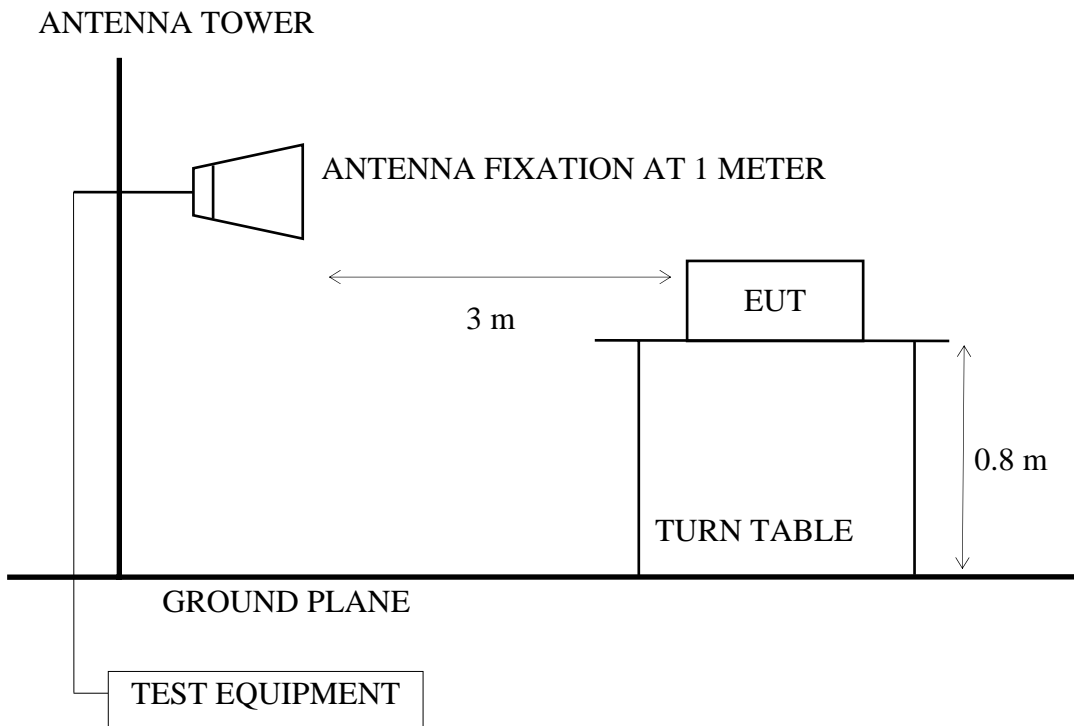 ANTENNA TOWER
ANTENNA FIXATION AT 1 METER
EUT
3 m
0.8 m
TURN TABLE
GROUND PLANE
TEST EQUIPMENT